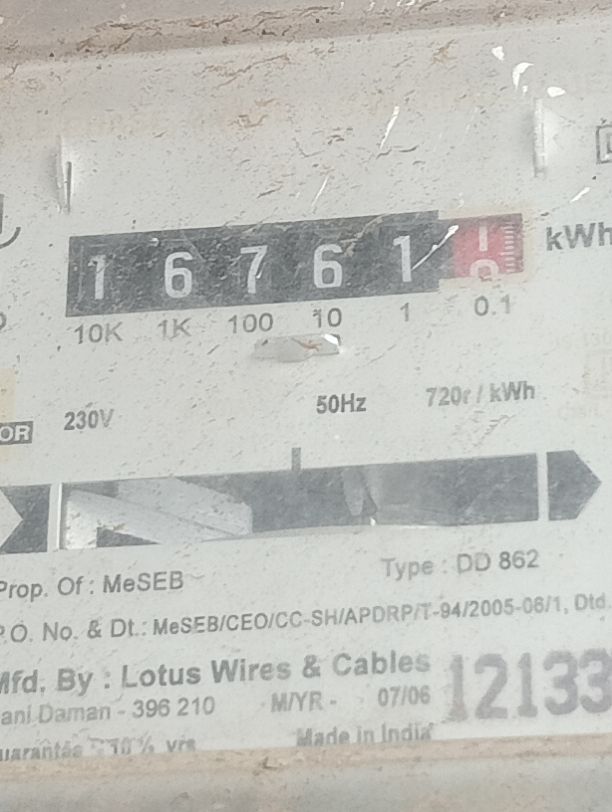 1 6 7 6 1 kWh
10K 1K 100 10 1 0.1
230V 50Hz 720r / kWh
OR
Prop. Of : MeSEB Type : DD 862
P.O. No. & Dt.: MeSEB/CEO/CC-SH/APDRP/T-94/2005-06/1, Dtd.
Mfd. By : Lotus Wires & Cables
ani Daman - 396 210 M/YR - 07/06 12133
Made in India